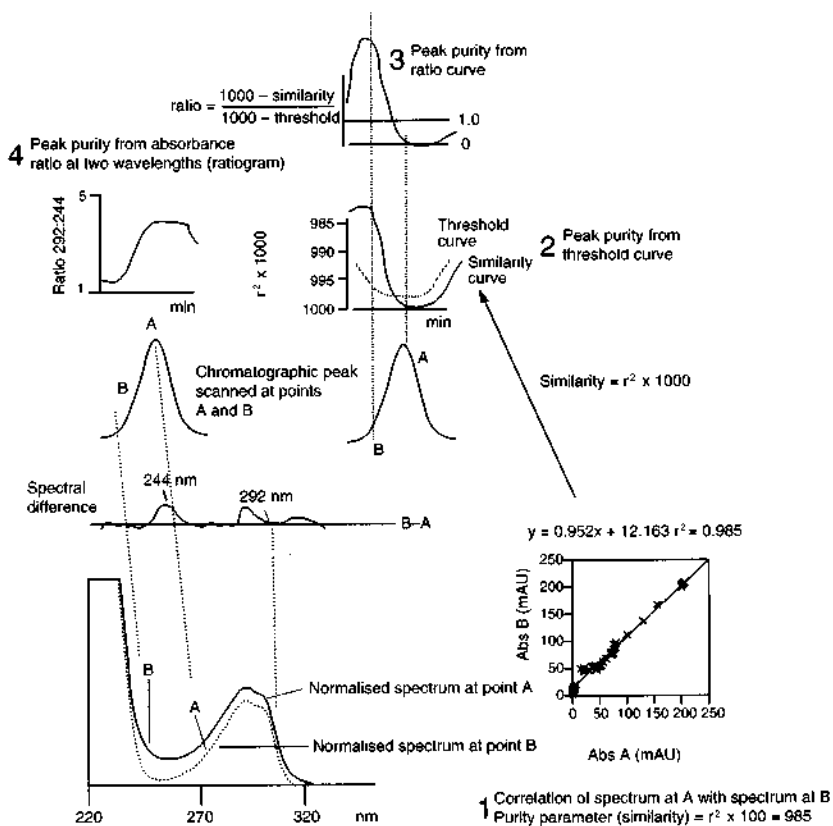 3 Peak purity from
ratio curve
ratio = 1000 – similarity
1000 – threshold
1.0
0
4 Peak purity from absorbance
ratio at two wavelengths (ratiogram)
5
Ratio 292:244
1
min
r² x 1000
985
990
995
1000
Threshold
curve
Similarity
curve
min
2 Peak purity from
threshold curve
A
B
Chromatographic peak
scanned at points
A and B
A
B
Similarity = r² x 1000
Spectral
difference
244 nm
292 nm
B–A
y = 0.952x + 12.163 r² = 0.985
250
200
150
100
50
0
Abs B (mAU)
0 50 100 150 200 250
Abs A (mAU)
B
A
Normalised spectrum at point A
Normalised spectrum at point B
220 270 320 nm
1 Correlation of spectrum at A with spectrum at B
Purity parameter (similarity) = r² x 100 = 985